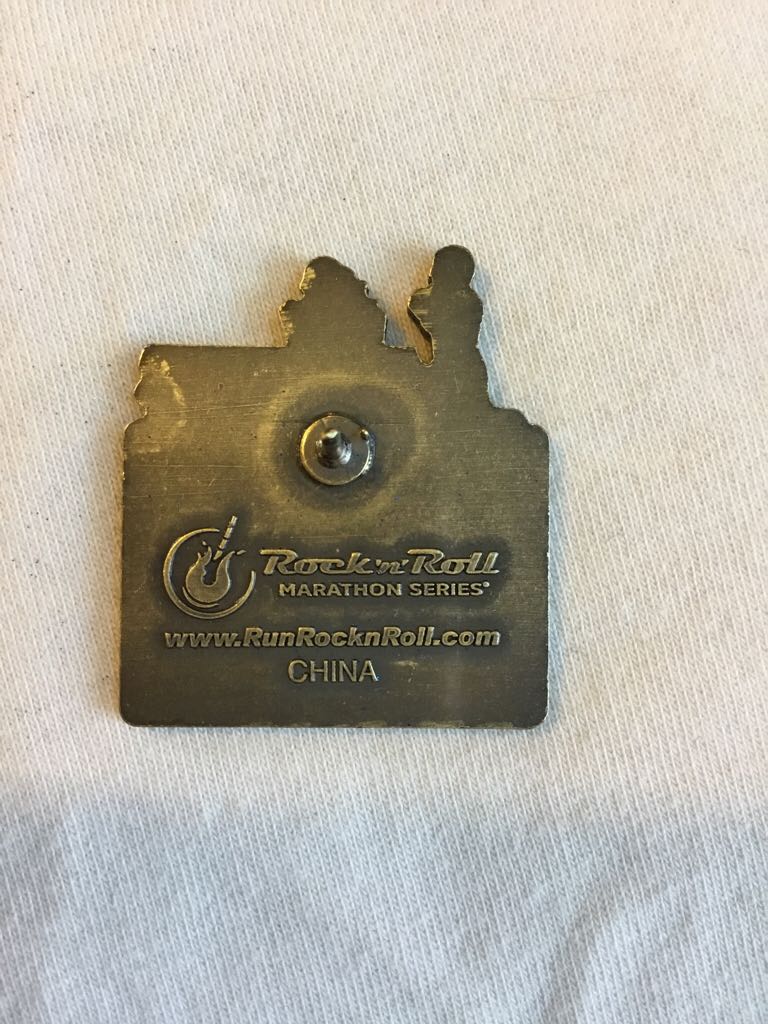 Rock 'n' Roll
MARATHON SERIES®
www.RunRocknRoll.com
CHINA